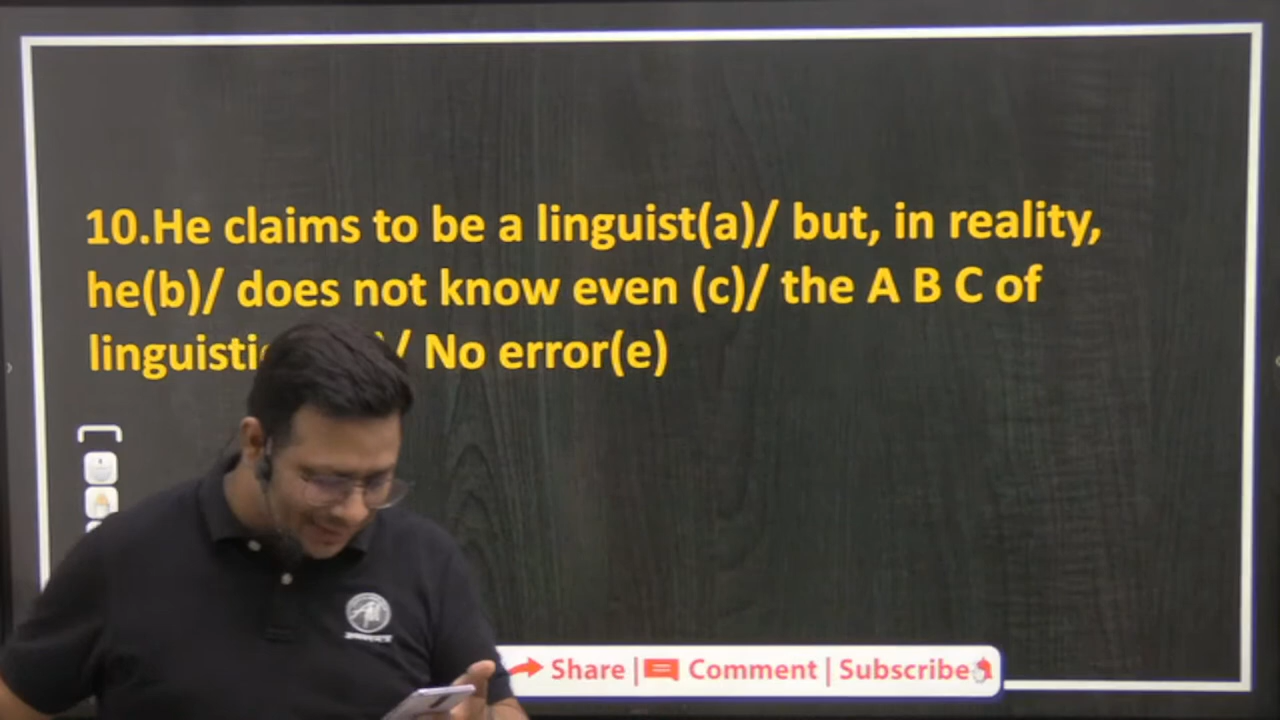 10.He claims to be a linguist(a)/ but, in reality,
he(b)/ does not know even (c)/ the A B C of
/ No error(e)
Share | Comment | Subscribe